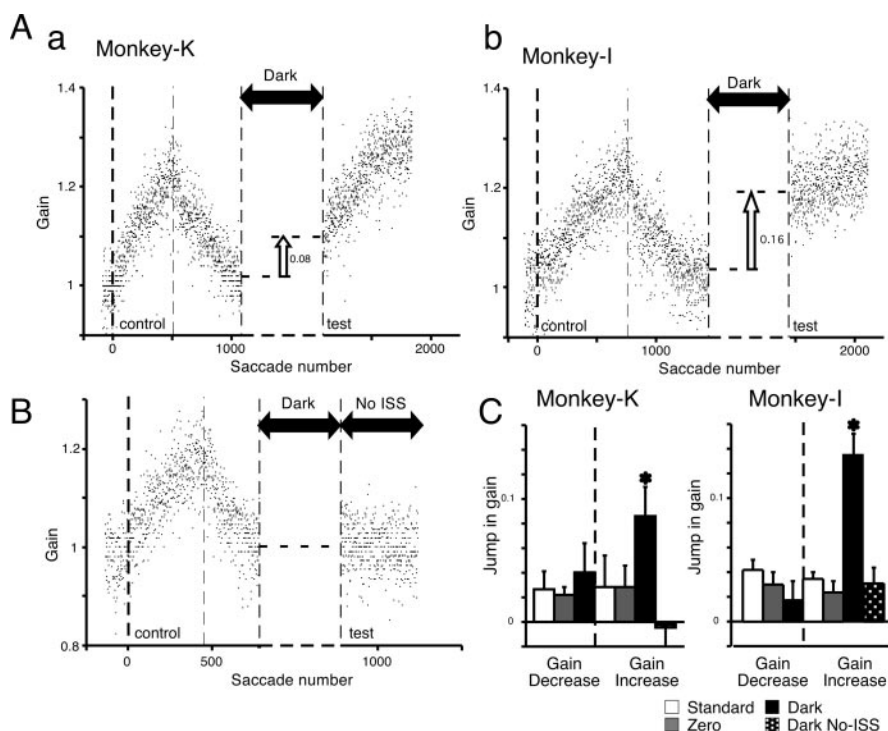 A
a
Monkey-K
Dark
1.4
1.2
1
Gain
0.08
control
test
0
1000
2000
Saccade number
b
Monkey-I
Dark
1.4
1.2
1
0.16
control
test
0
1000
2000
Saccade number
B
Dark
No ISS
1.2
1
0.8
Gain
control
test
0
500
1000
Saccade number
C
Monkey-K
Monkey-I
Jump in gain
0.1
0
*
Gain Decrease
Gain Increase
Jump in gain
0.1
0
*
Gain Decrease
Gain Increase
Standard
Dark
Zero
Dark No-ISS